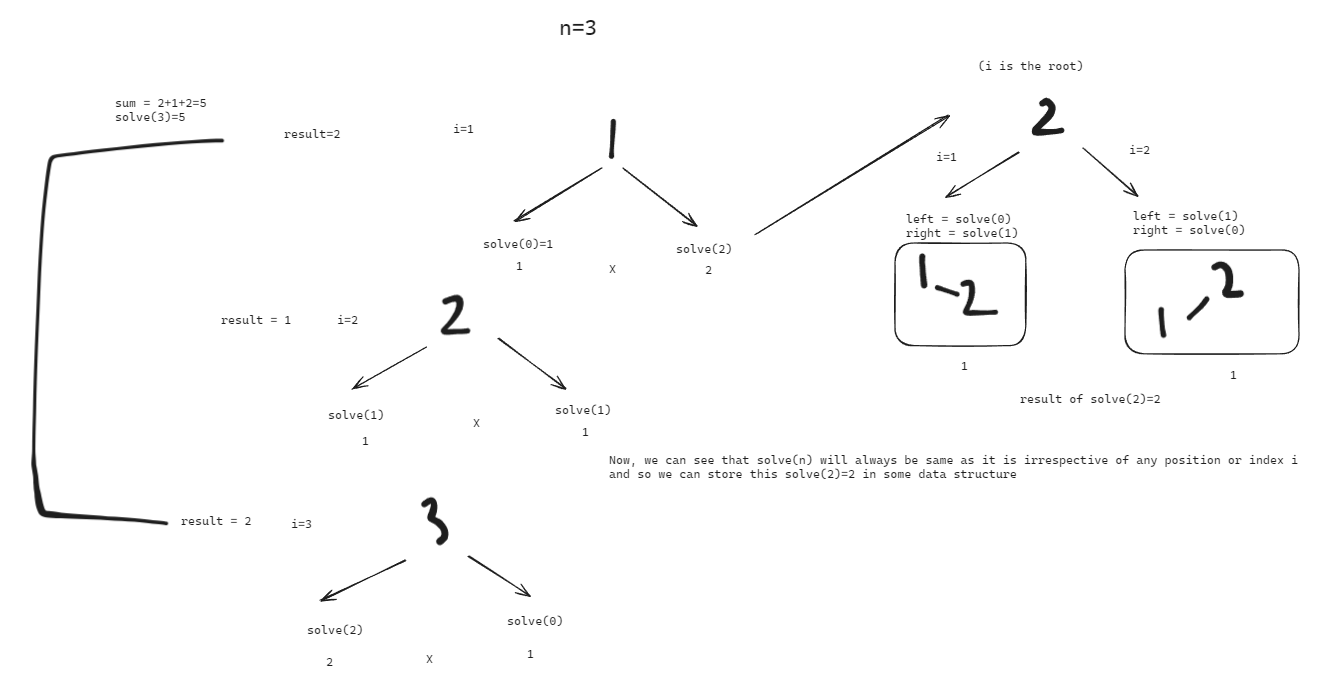 n=3
(i is the root)
sum = 2+1+2=5
solve(3)=5
result=2
i=1
1
2
i=1
i=2
left = solve(0)
right = solve(1)
left = solve(1)
right = solve(0)
solve(0)=1
solve(2)
1
X
2
1
2
2
1
1
1
result of solve(2)=2
result = 1
i=2
2
solve(1)
solve(1)
1
X
1
Now, we can see that solve(n) will always be same as it is irrespective of any position or index i
and so we can store this solve(2)=2 in some data structure
result = 2
i=3
3
solve(2)
solve(0)
2
X
1